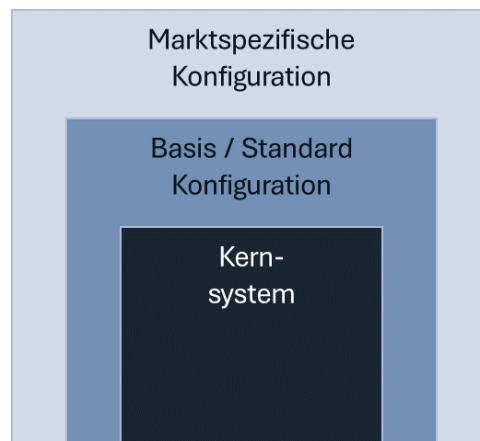 Marktspezifische
Konfiguration
Basis / Standard
Konfiguration
Kern-
system